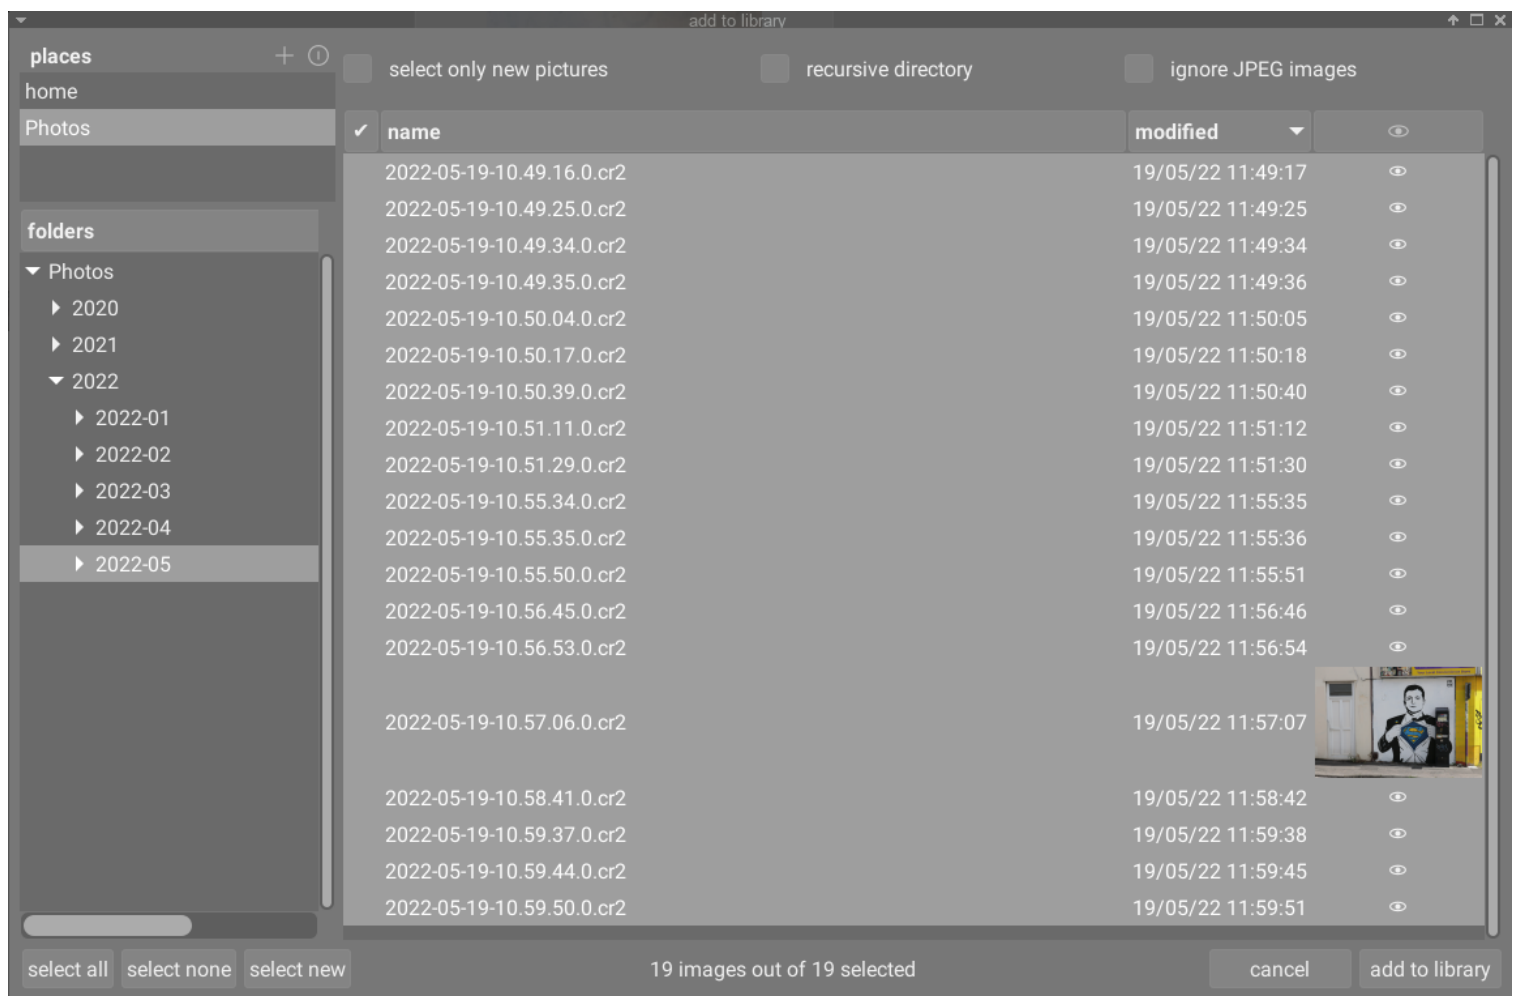 add to library
places
home
Photos
folders
Photos
2020
2021
2022
2022-01
2022-02
2022-03
2022-04
2022-05
select only new pictures recursive directory ignore JPEG images
✔ name modified
2022-05-19-10.49.16.0.cr2 19/05/22 11:49:17
2022-05-19-10.49.25.0.cr2 19/05/22 11:49:25
2022-05-19-10.49.34.0.cr2 19/05/22 11:49:34
2022-05-19-10.49.35.0.cr2 19/05/22 11:49:36
2022-05-19-10.50.04.0.cr2 19/05/22 11:50:05
2022-05-19-10.50.17.0.cr2 19/05/22 11:50:18
2022-05-19-10.50.39.0.cr2 19/05/22 11:50:40
2022-05-19-10.51.11.0.cr2 19/05/22 11:51:12
2022-05-19-10.51.29.0.cr2 19/05/22 11:51:30
2022-05-19-10.55.34.0.cr2 19/05/22 11:55:35
2022-05-19-10.55.35.0.cr2 19/05/22 11:55:36
2022-05-19-10.55.50.0.cr2 19/05/22 11:55:51
2022-05-19-10.56.45.0.cr2 19/05/22 11:56:46
2022-05-19-10.56.53.0.cr2 19/05/22 11:56:54
2022-05-19-10.57.06.0.cr2 19/05/22 11:57:07
2022-05-19-10.58.41.0.cr2 19/05/22 11:58:42
2022-05-19-10.59.37.0.cr2 19/05/22 11:59:38
2022-05-19-10.59.44.0.cr2 19/05/22 11:59:45
2022-05-19-10.59.50.0.cr2 19/05/22 11:59:51
select all select none select new 19 images out of 19 selected cancel add to library